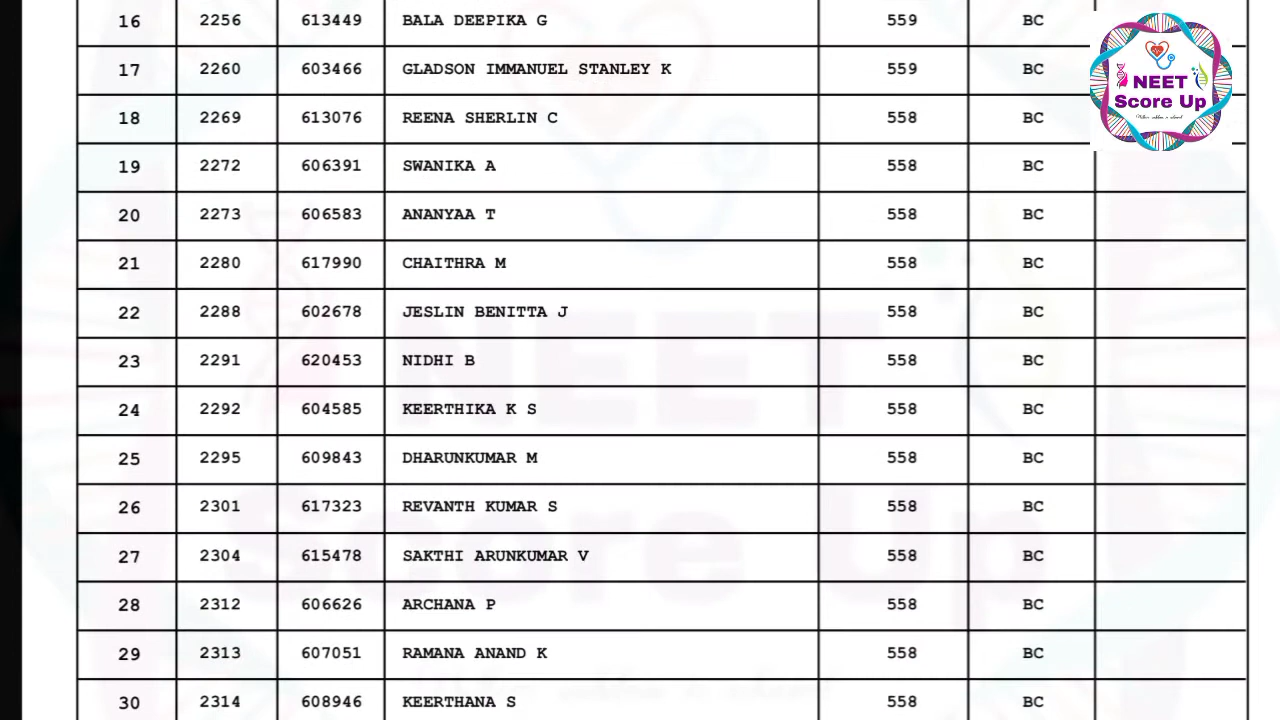 16 2256 613449 BALA DEEPIKA G 559 BC
17 2260 603466 GLADSON IMMANUEL STANLEY K 559 BC
18 2269 613076 REENA SHERLIN C 558 BC
19 2272 606391 SWANIKA A 558 BC
20 2273 606583 ANANYAA T 558 BC
21 2280 617990 CHAITHRA M 558 BC
22 2288 602678 JESLIN BENITTA J 558 BC
23 2291 620453 NIDHI B 558 BC
24 2292 604585 KEERTHIKA K S 558 BC
25 2295 609843 DHARUNKUMAR M 558 BC
26 2301 617323 REVANTH KUMAR S 558 BC
27 2304 615478 SAKTHI ARUNKUMAR V 558 BC
28 2312 606626 ARCHANA P 558 BC
29 2313 607051 RAMANA ANAND K 558 BC
30 2314 608946 KEERTHANA S 558 BC
NEET
Score Up
NEET
Score Up